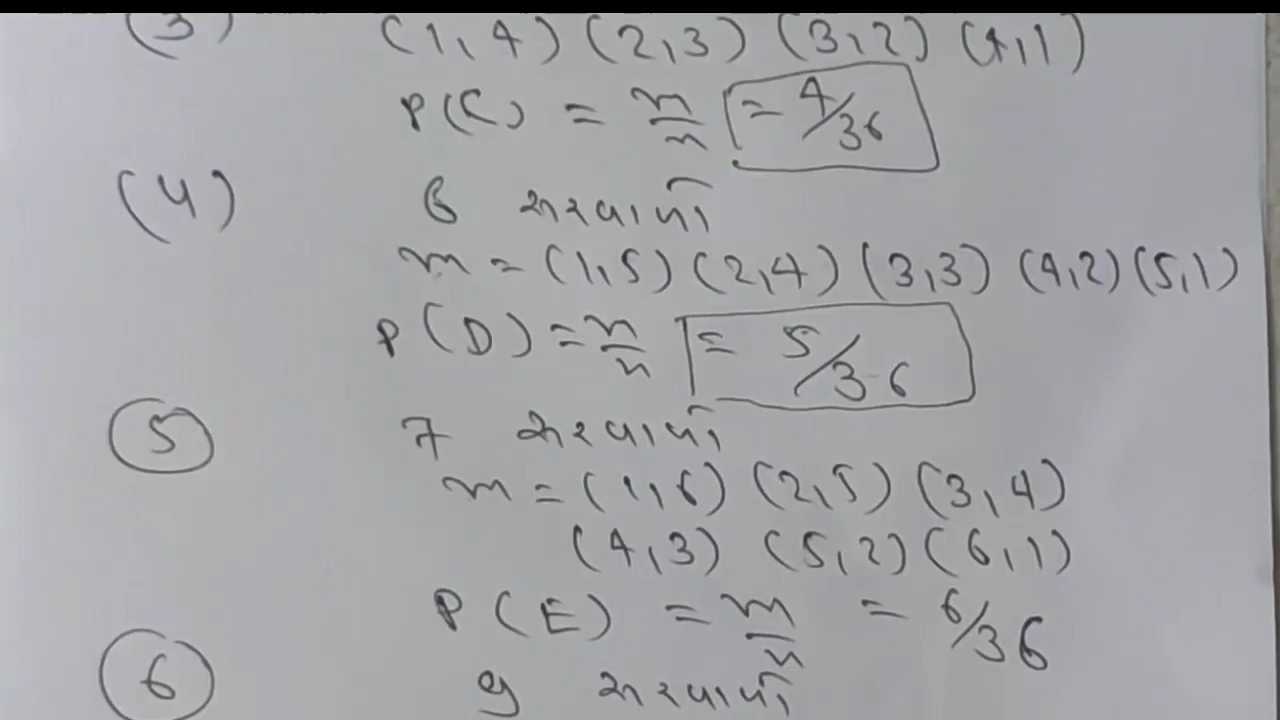 (3) (1,4) (2,3) (3,2) (4,1)
P(C) = m/n = 4/36
(4) 6 સરવાળો
m = (1,5) (2,4) (3,3) (4,2) (5,1)
P(D) = m/n = 5/36
5 7 સરવાળો
m = (1,6) (2,5) (3,4)
(4,3) (5,2) (6,1)
P(E) = m/n = 6/36
6 9 સરવાળો